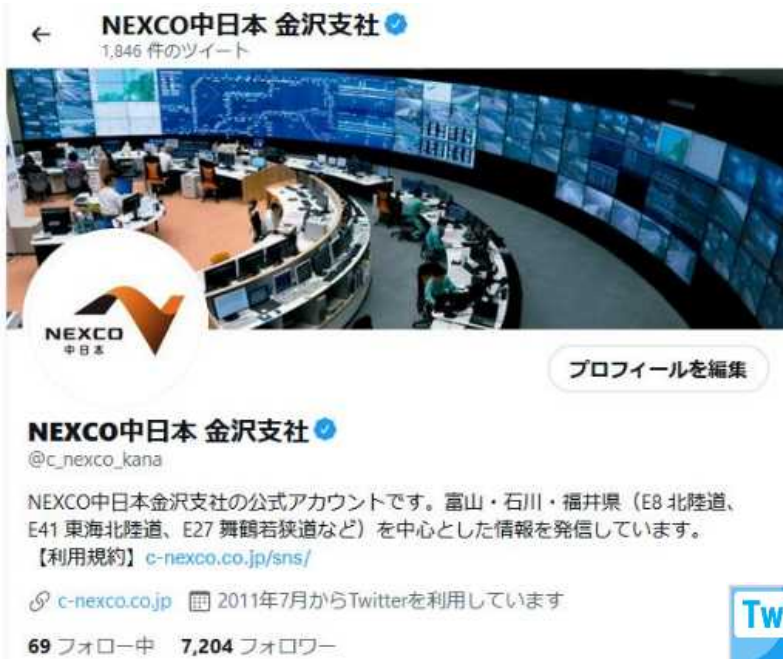 NEXCO中日本 金沢支社
1,846 件のツイート
NEXCO
中日本
プロフィールを編集
NEXCO中日本 金沢支社
@c_nexco_kana
NEXCO中日本金沢支社の公式アカウントです。富山・石川・福井県（E8 北陸道、
E41 東海北陸道、E27 舞鶴若狭道など）を中心とした情報を発信しています。
【利用規約】c-nexco.co.jp/sns/
c-nexco.co.jp 2011年7月からTwitterを利用しています
69 フォロー中 7,204 フォロワー
Tw